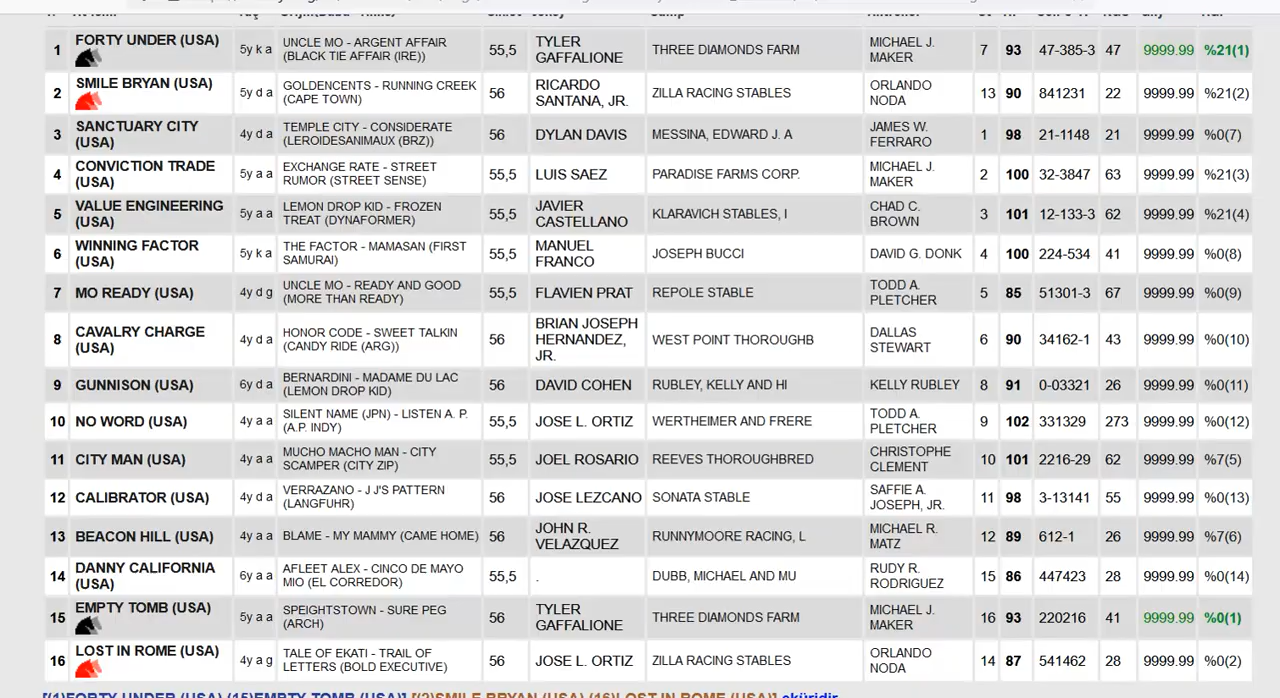 1 FORTY UNDER (USA) 5y k a UNCLE MO - ARGENT AFFAIR (BLACK TIE AFFAIR (IRE)) 55,5 TYLER GAFFALIONE THREE DIAMONDS FARM MICHAEL J. MAKER 7 93 47-385-3 47 9999.99 %21(1)
2 SMILE BRYAN (USA) 5y d a GOLDENCENTS - RUNNING CREEK (CAPE TOWN) 56 RICARDO SANTANA, JR. ZILLA RACING STABLES ORLANDO NODA 13 90 841231 22 9999.99 %21(2)
3 SANCTUARY CITY (USA) 4y d a TEMPLE CITY - CONSIDERATE (LEROIDESANIMAUX (BRZ)) 56 DYLAN DAVIS MESSINA, EDWARD J. A JAMES W. FERRARO 1 98 21-1148 21 9999.99 %0(7)
4 CONVICTION TRADE (USA) 5y a a EXCHANGE RATE - STREET RUMOR (STREET SENSE) 55,5 LUIS SAEZ PARADISE FARMS CORP. MICHAEL J. MAKER 2 100 32-3847 63 9999.99 %21(3)
5 VALUE ENGINEERING (USA) 5y a a LEMON DROP KID - FROZEN TREAT (DYNAFORMER) 55,5 JAVIER CASTELLANO KLARAVICH STABLES, I CHAD C. BROWN 3 101 12-133-3 62 9999.99 %21(4)
6 WINNING FACTOR (USA) 5y k a THE FACTOR - MAMASAN (FIRST SAMURAI) 55,5 MANUEL FRANCO JOSEPH BUCCI DAVID G. DONK 4 100 224-534 41 9999.99 %0(8)
7 MO READY (USA) 4y d g UNCLE MO - READY AND GOOD (MORE THAN READY) 55,5 FLAVIEN PRAT REPOLE STABLE TODD A. PLETCHER 5 85 51301-3 67 9999.99 %0(9)
8 CAVALRY CHARGE (USA) 4y d a HONOR CODE - SWEET TALKIN (CANDY RIDE (ARG)) 56 BRIAN JOSEPH HERNANDEZ, JR. WEST POINT THOROUGHB DALLAS STEWART 6 90 34162-1 43 9999.99 %0(10)
9 GUNNISON (USA) 6y d a BERNARDINI - MADAME DU LAC (LEMON DROP KID) 56 DAVID COHEN RUBLEY, KELLY AND HI KELLY RUBLEY 8 91 0-03321 26 9999.99 %0(11)
10 NO WORD (USA) 4y a a SILENT NAME (JPN) - LISTEN A. P. (A.P. INDY) 55,5 JOSE L. ORTIZ WERTHEIMER AND FRERE TODD A. PLETCHER 9 102 331329 273 9999.99 %0(12)
11 CITY MAN (USA) 4y a a MUCHO MACHO MAN - CITY SCAMPER (CITY ZIP) 55,5 JOEL ROSARIO REEVES THOROUGHBRED CHRISTOPHE CLEMENT 10 101 2216-29 62 9999.99 %7(5)
12 CALIBRATOR (USA) 4y d a VERRAZANO - J J'S PATTERN (LANGFUHR) 56 JOSE LEZCANO SONATA STABLE SAFFIE A. JOSEPH, JR. 11 98 3-13141 55 9999.99 %0(13)
13 BEACON HILL (USA) 4y a a BLAME - MY MAMMY (CAME HOME) 56 JOHN R. VELAZQUEZ RUNNYMOORE RACING, L MICHAEL R. MATZ 12 89 612-1 26 9999.99 %7(6)
14 DANNY CALIFORNIA (USA) 6y a a AFLEET ALEX - CINCO DE MAYO MIO (EL CORREDOR) 55,5 . DUBB, MICHAEL AND MU RUDY R. RODRIGUEZ 15 86 447423 28 9999.99 %0(14)
15 EMPTY TOMB (USA) 5y a a SPEIGHTSTOWN - SURE PEG (ARCH) 56 TYLER GAFFALIONE THREE DIAMONDS FARM MICHAEL J. MAKER 16 93 220216 41 9999.99 %0(1)
16 LOST IN ROME (USA) 4y a g TALE OF EKATI - TRAIL OF LETTERS (BOLD EXECUTIVE) 56 JOSE L. ORTIZ ZILLA RACING STABLES ORLANDO NODA 14 87 541462 28 9999.99 %0(2)
[(1)FORTY UNDER (USA) (15)EMPTY TOMB (USA)] [(2)SMILE BRYAN (USA) (16)LOST IN ROME (USA)] eküridir